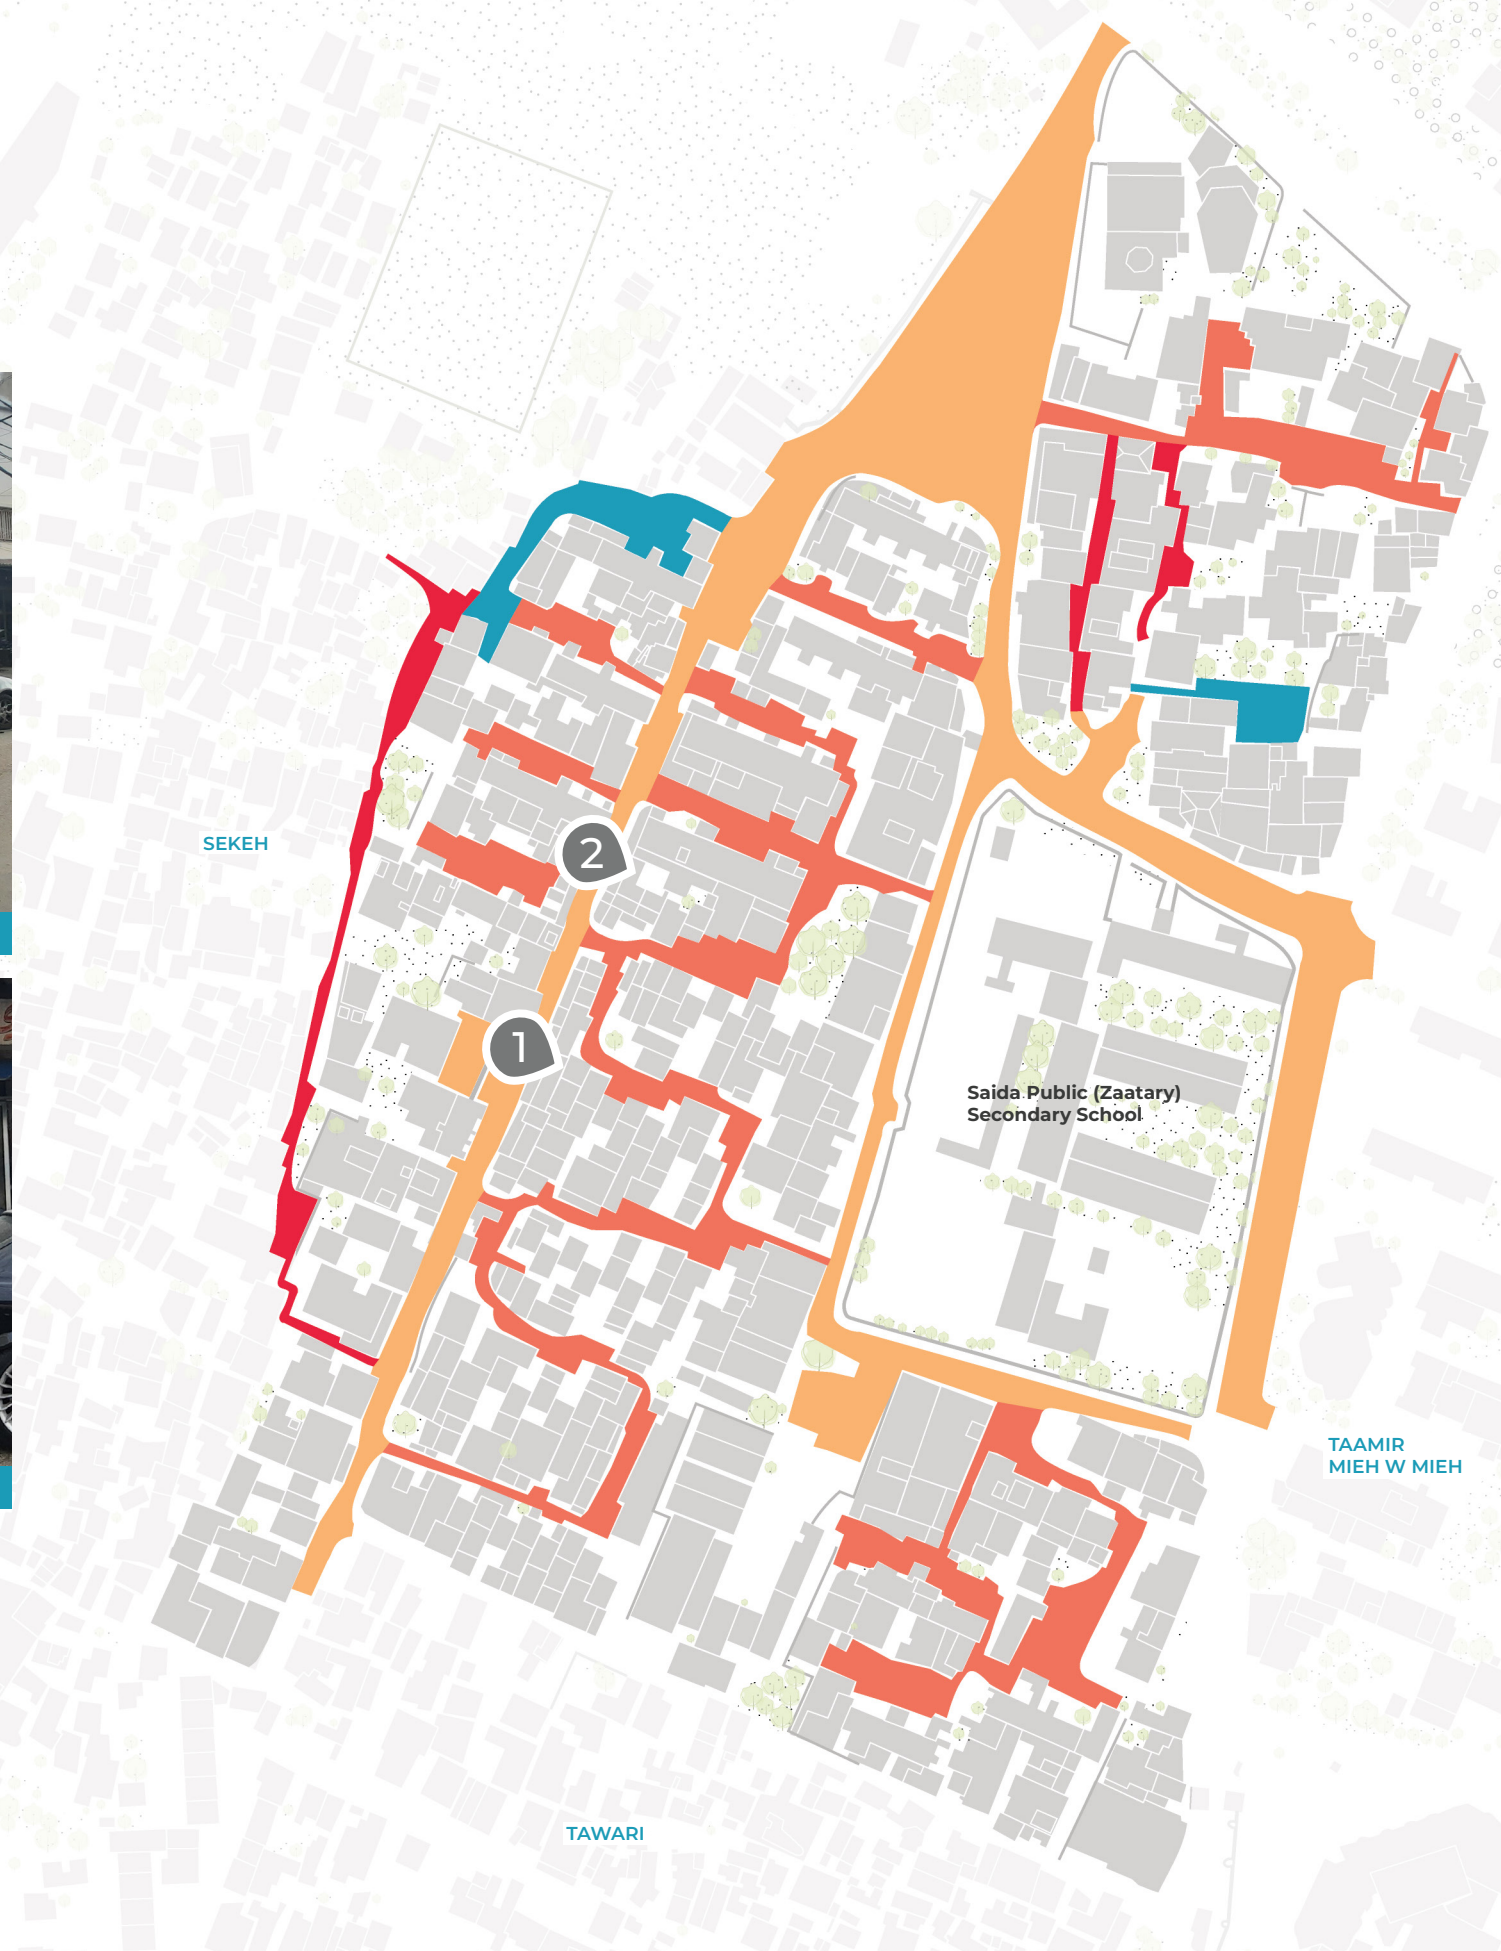 SEKEH
2
1
Saida Public (Zaatary)
Secondary School
TAAMIR
MIEH W MIEH
TAWARI